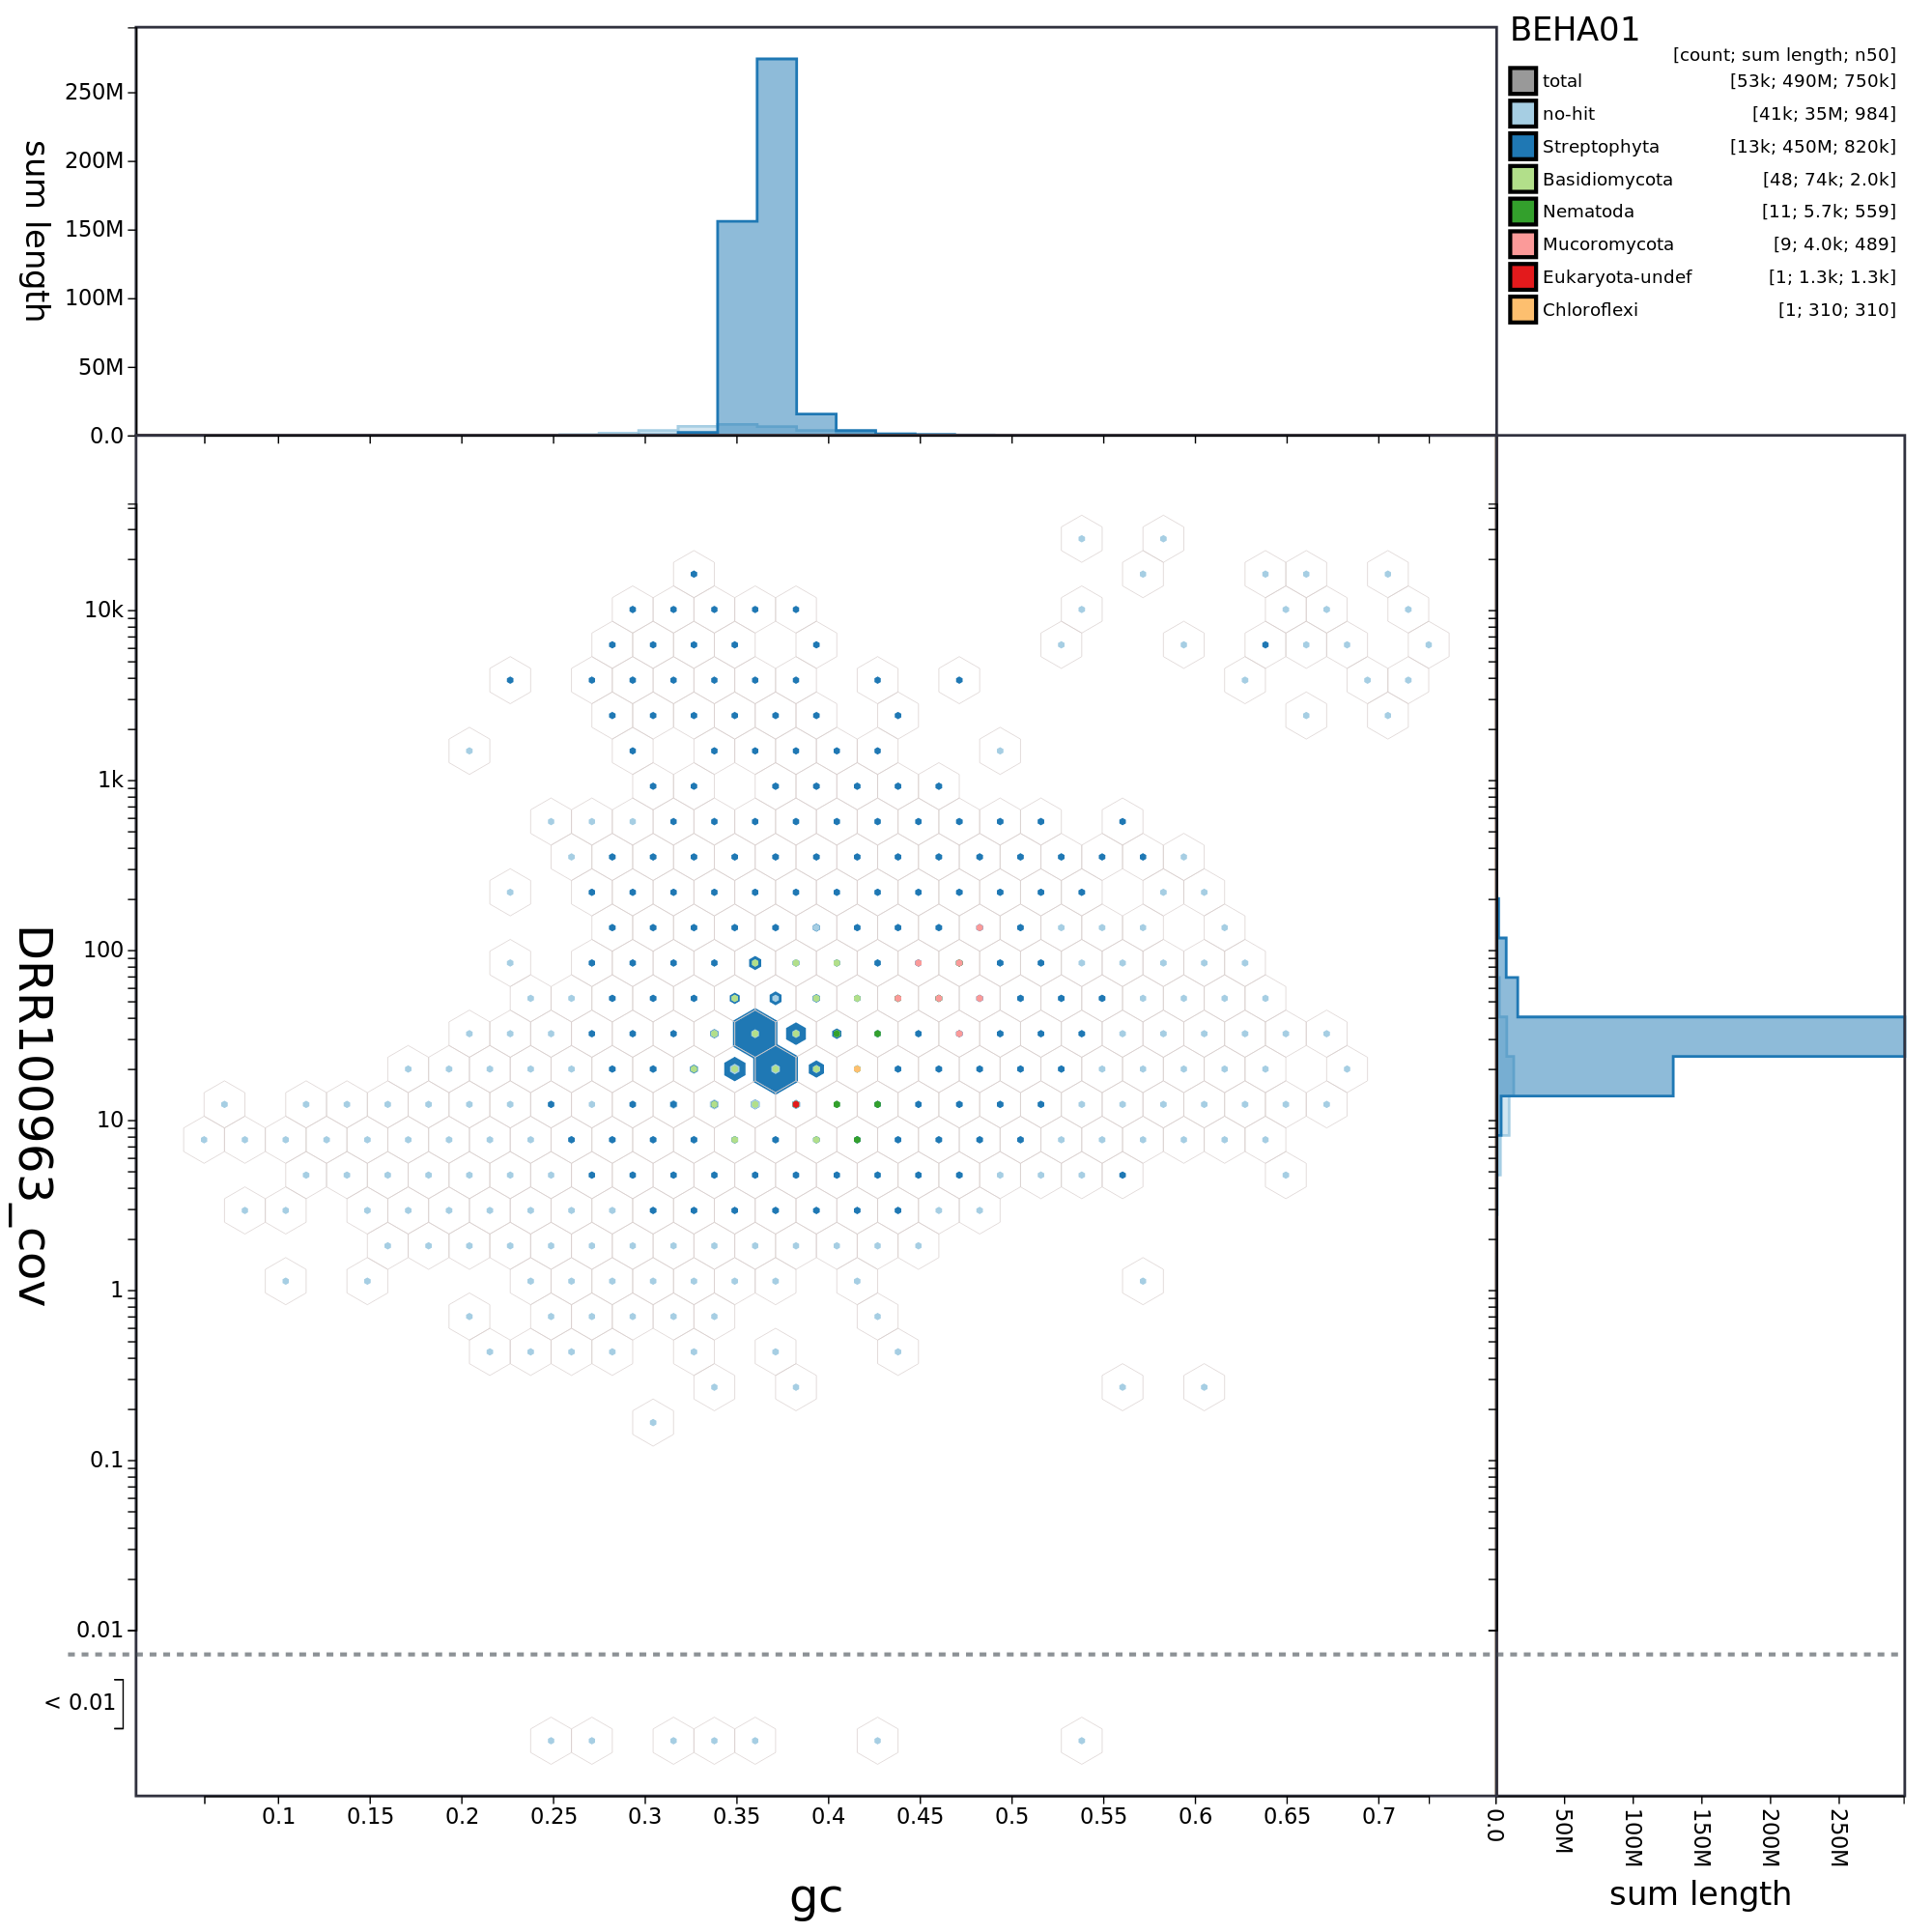 BEHA01
[count; sum length; n50]
total [53k; 490M; 750k]
no-hit [41k; 35M; 984]
Streptophyta [13k; 450M; 820k]
Basidiomycota [48; 74k; 2.0k]
Nematoda [11; 5.7k; 559]
Mucoromycota [9; 4.0k; 489]
Eukaryota-undef [1; 1.3k; 1.3k]
Chloroflexi [1; 310; 310]
sum length
250M
200M
150M
100M
50M
0.0
DRR100963_cov
10k
1k
100
10
1
0.1
0.01
< 0.01
0.1 0.15 0.2 0.25 0.3 0.35 0.4 0.45 0.5 0.55 0.6 0.65 0.7
gc
0.0 50M 100M 150M 200M 250M
sum length